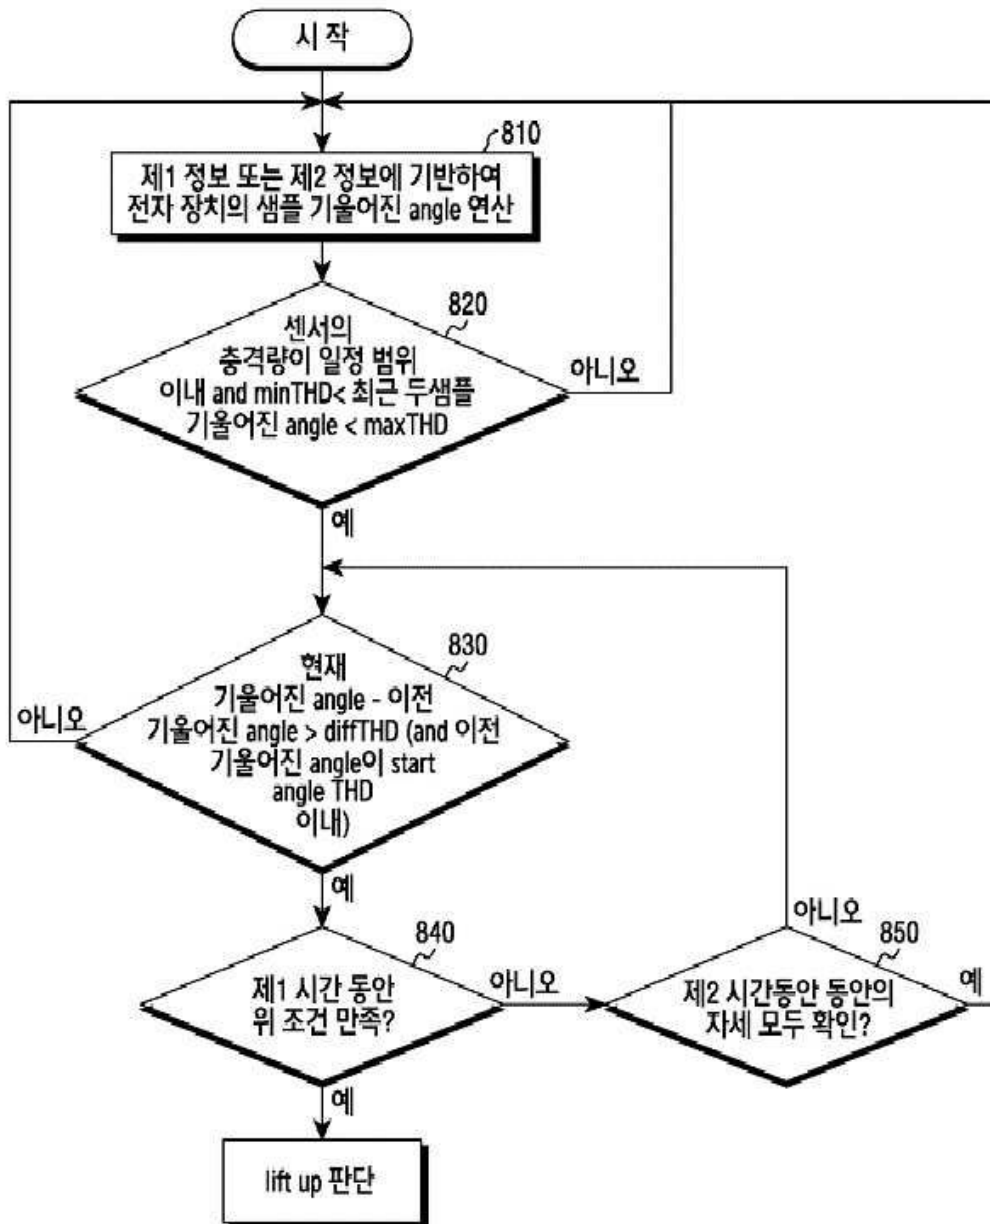 시작
810
제1 정보 또는 제2 정보에 기반하여
전자 장치의 샘플 기울어진 angle 연산
820
센서의
충격량이 일정 범위
이내 and minTHD< 최근 두샘플
기울어진 angle < maxTHD
아니오
예
830
현재
기울어진 angle - 이전
기울어진 angle > diffTHD (and 이전
기울어진 angle이 start
angle THD
이내)
아니오
예
840
제1 시간 동안
위 조건 만족?
아니오
예
850
제2 시간동안 동안의
자세 모두 확인?
아니오
예
lift up 판단